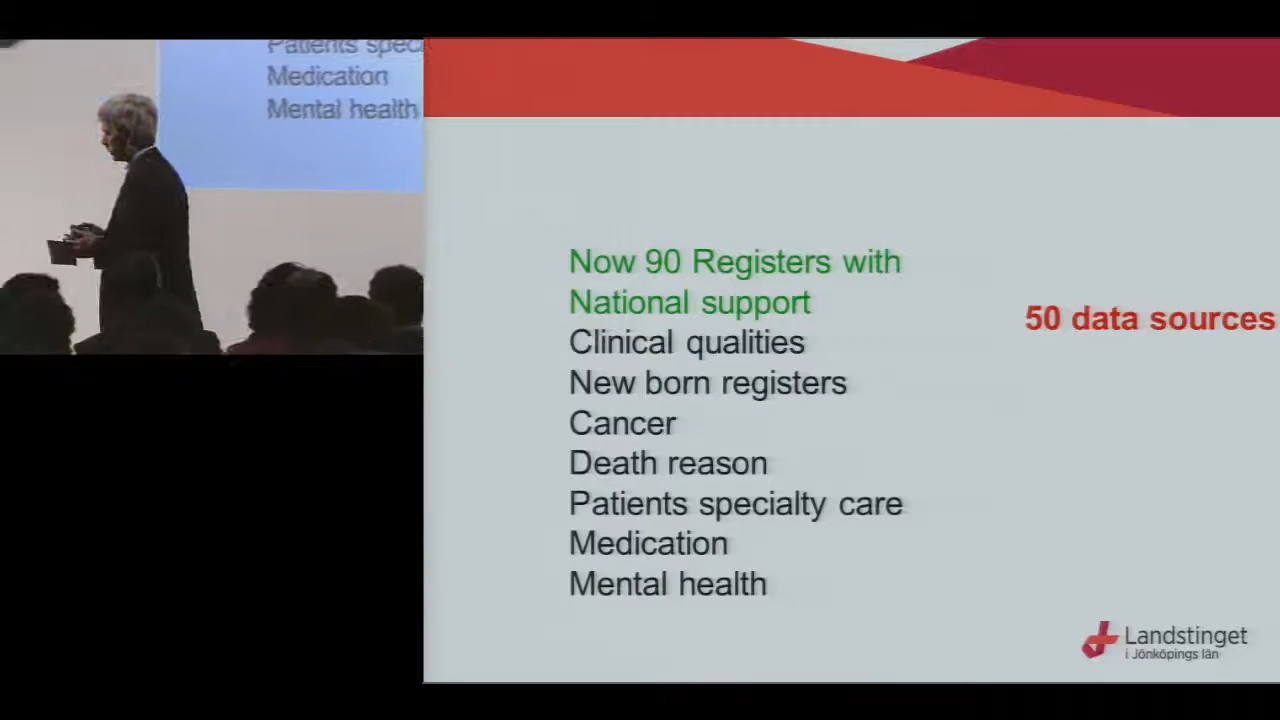 Patients speci
Medication
Mental health
Now 90 Registers with
National support
Clinical qualities
New born registers
Cancer
Death reason
Patients specialty care
Medication
Mental health
50 data sources
Landstinget
i Jönköpings län